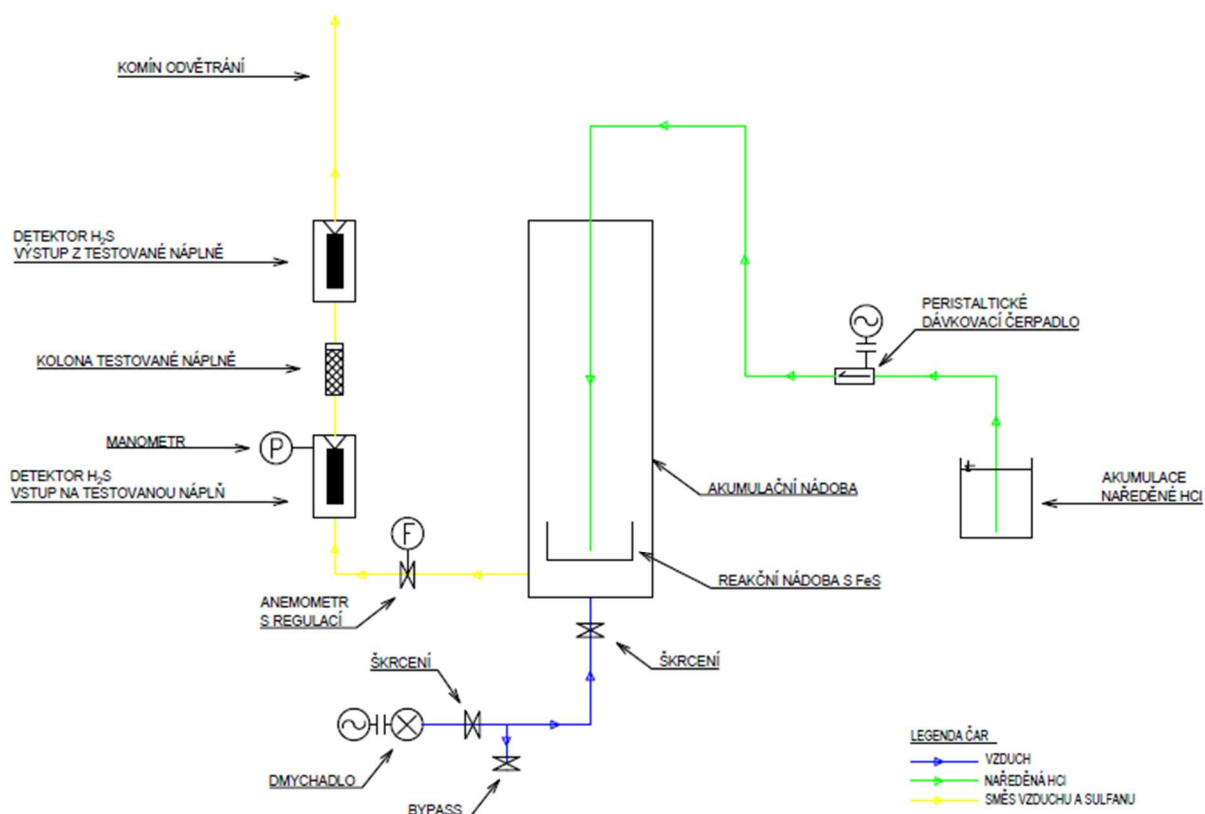 KOMÍN ODVĚTRÁNÍ
DETEKTOR H₂S
VÝSTUP Z TESTOVANÉ NÁPLNĚ
KOLONA TESTOVANÉ NÁPLNĚ
MANOMETR
P
DETEKTOR H₂S
VSTUP NA TESTOVANOU NÁPLŇ
F
ANEMOMETR
S REGULACÍ
PERISTALTICKÉ
DÁVKOVACÍ ČERPADLO
AKUMULAČNÍ NÁDOBA
AKUMULACE
NAŘEDĚNÉ HCl
REAKČNÍ NÁDOBA S FeS
ŠKRCENÍ
ŠKRCENÍ
DMYCHADLO
BYPASS
LEGENDA ČAR
VZDUCH
NAŘEDĚNÁ HCl
SMĚS VZDUCHU A SULFANU